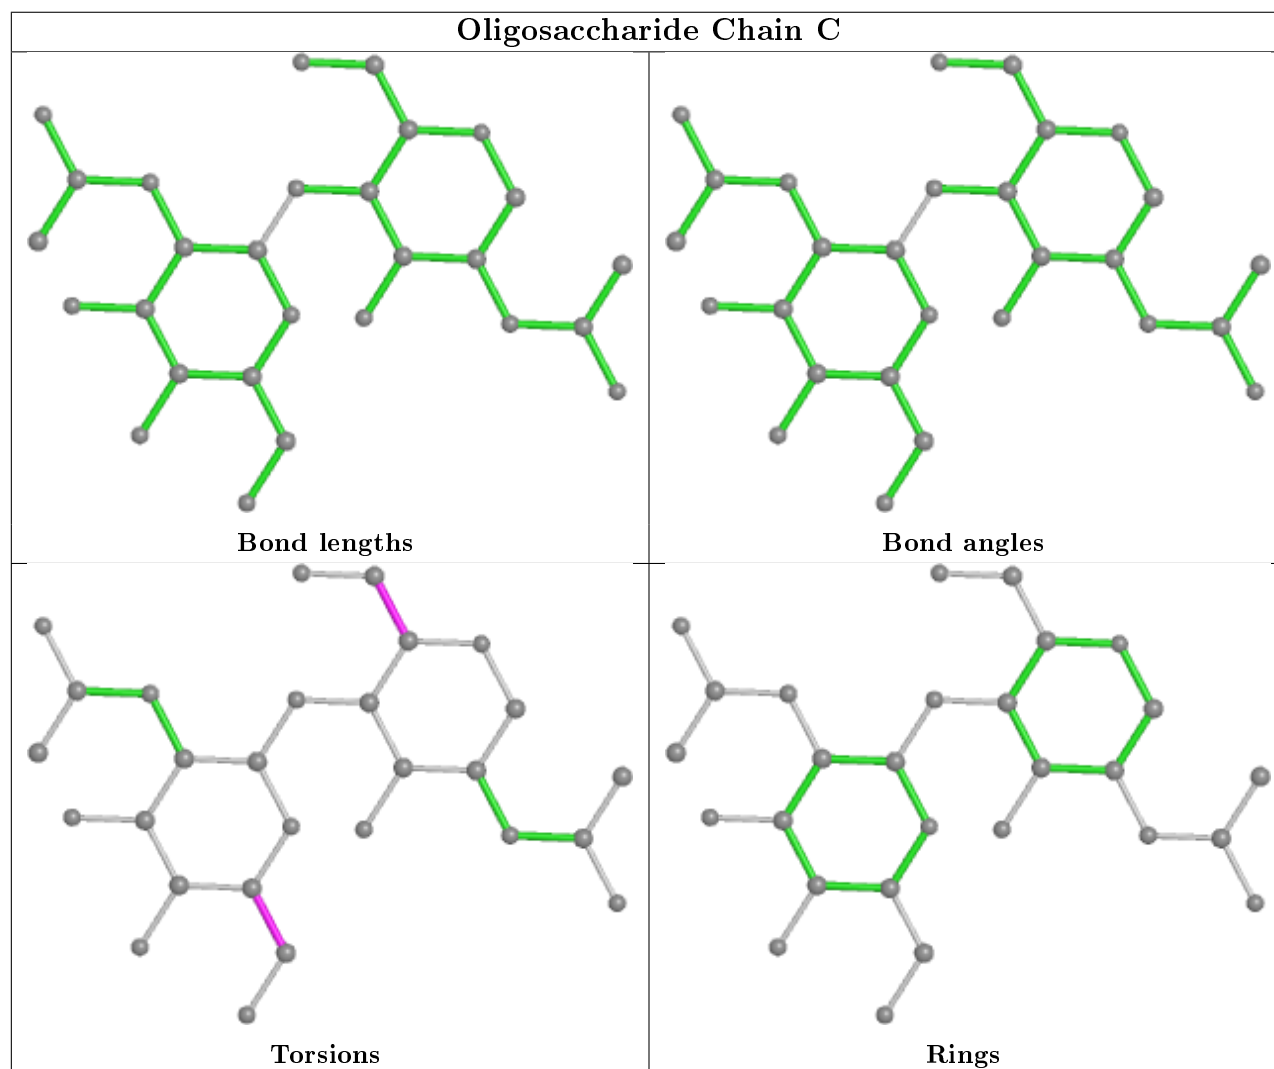 Oligosaccharide Chain C
Bond lengths
Bond angles
Torsions
Rings